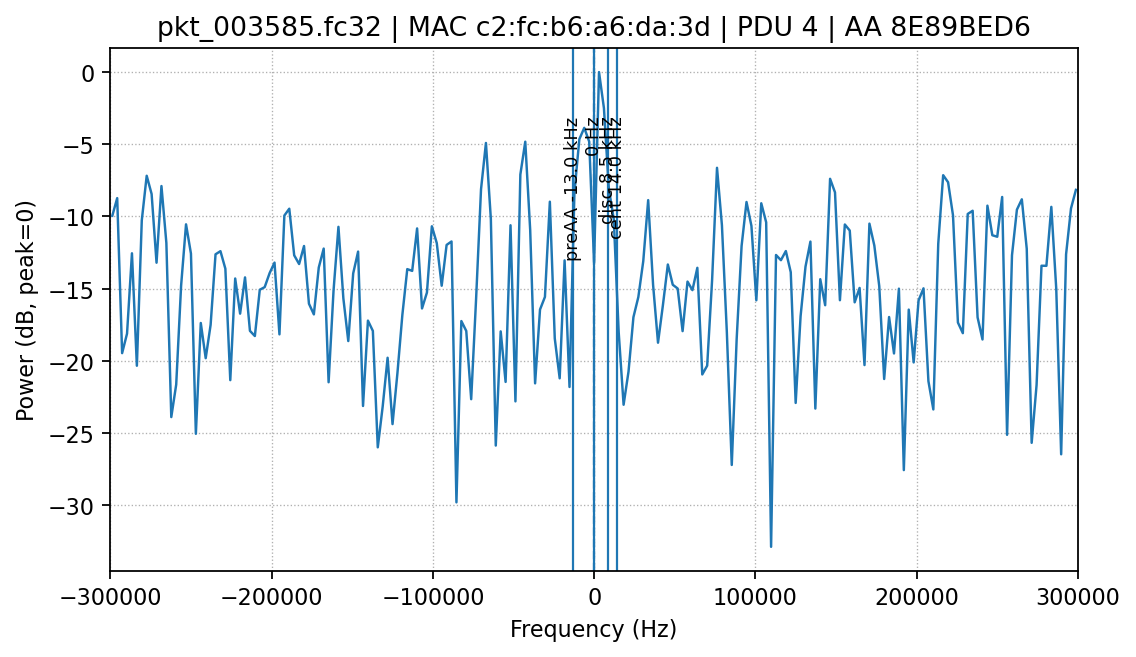 pkt_003585.fc32 | MAC c2:fc:b6:a6:da:3d | PDU 4 | AA 8E89BED6
Power (dB, peak=0)
0
−5
−10
−15
−20
−25
−30
preAA -13.0 kHz
0 Hz
disc 8.5 kHz
cent 14.0 kHz
−300000
−200000
−100000
0
100000
200000
300000
Frequency (Hz)